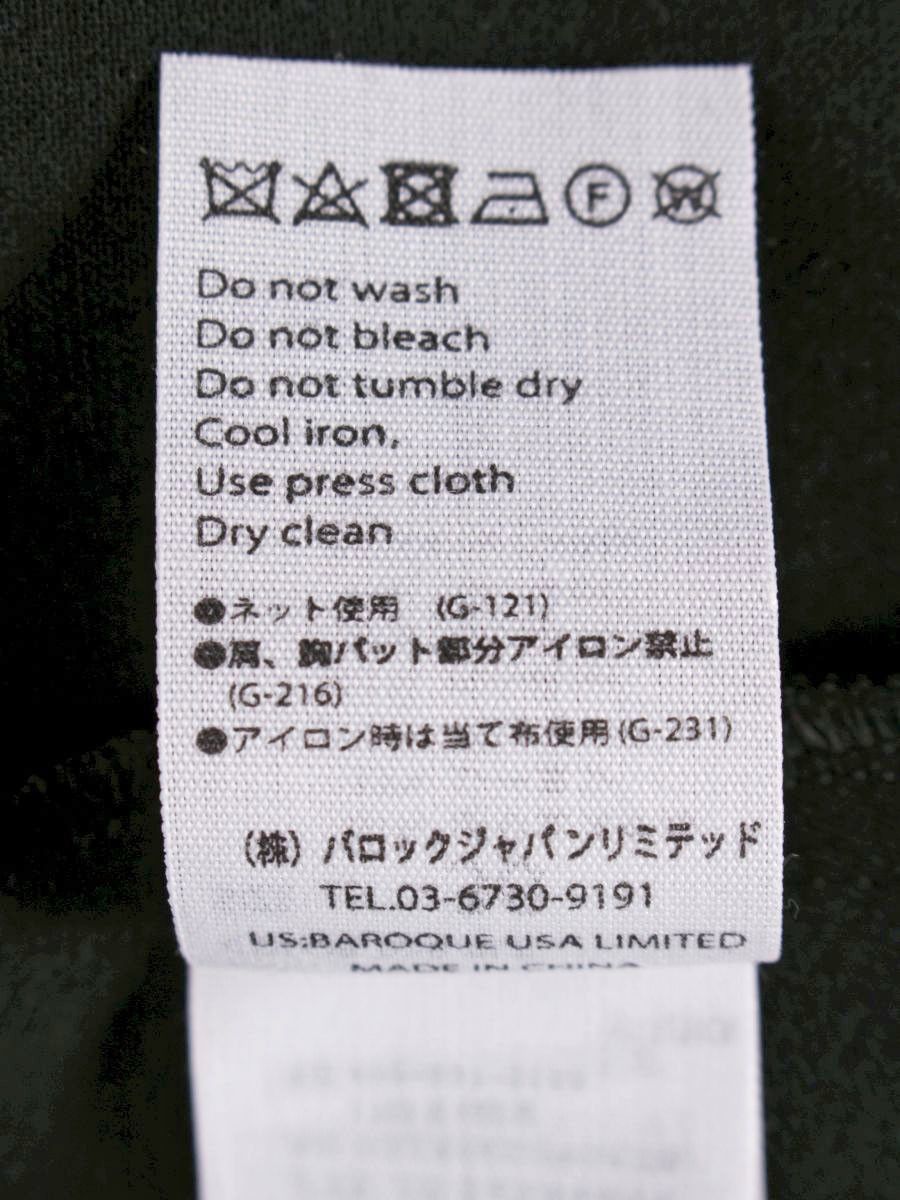 F W
Do not wash
Do not bleach
Do not tumble dry
Cool iron,
Use press cloth
Dry clean
●ネット使用 (G-121)
●肩、胸パット部分アイロン禁止
(G-216)
●アイロン時は当て布使用(G-231)
(株) バロックジャパンリミテッド
TEL.03-6730-9191
US:BAROQUE USA LIMITED
MADE IN CHINA